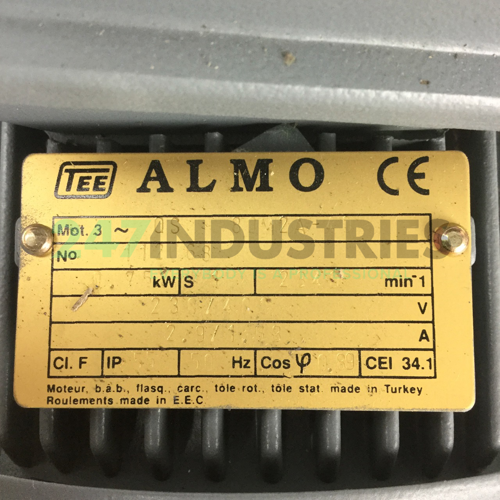 TEE ALMO CE
Mot. 3 ~
247INDUSTRIES
No
kW S min-1
V
A
Cl. F IP Hz Cos φ CEI 34.1
Moteur, b.à.b., flasq., carc., tôle rot., tôle stat. made in Turkey
Roulements made in E.E.C